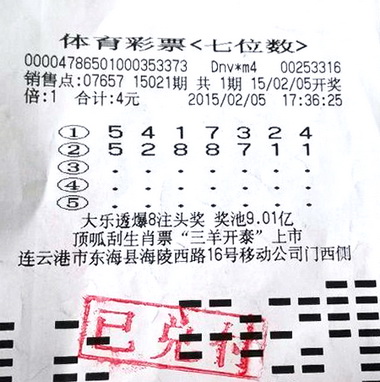 体育彩票<七位数>
00004786501000353373 Dnv*m4 00253316
销售点:07657 15021期 共 1期 15/02/05开奖
倍:1 合计:4元 2015/02/05 17:36:25
① 5 4 1 7 3 2 4
② 5 2 8 8 7 1 1
③ · · · · · · ·
④ · · · · · · ·
⑤ · · · · · · ·
大乐透爆8注头奖 奖池9.01亿
顶呱刮生肖票“三羊开泰”上市
连云港市东海县海陵西路16号移动公司门西侧
已兑付